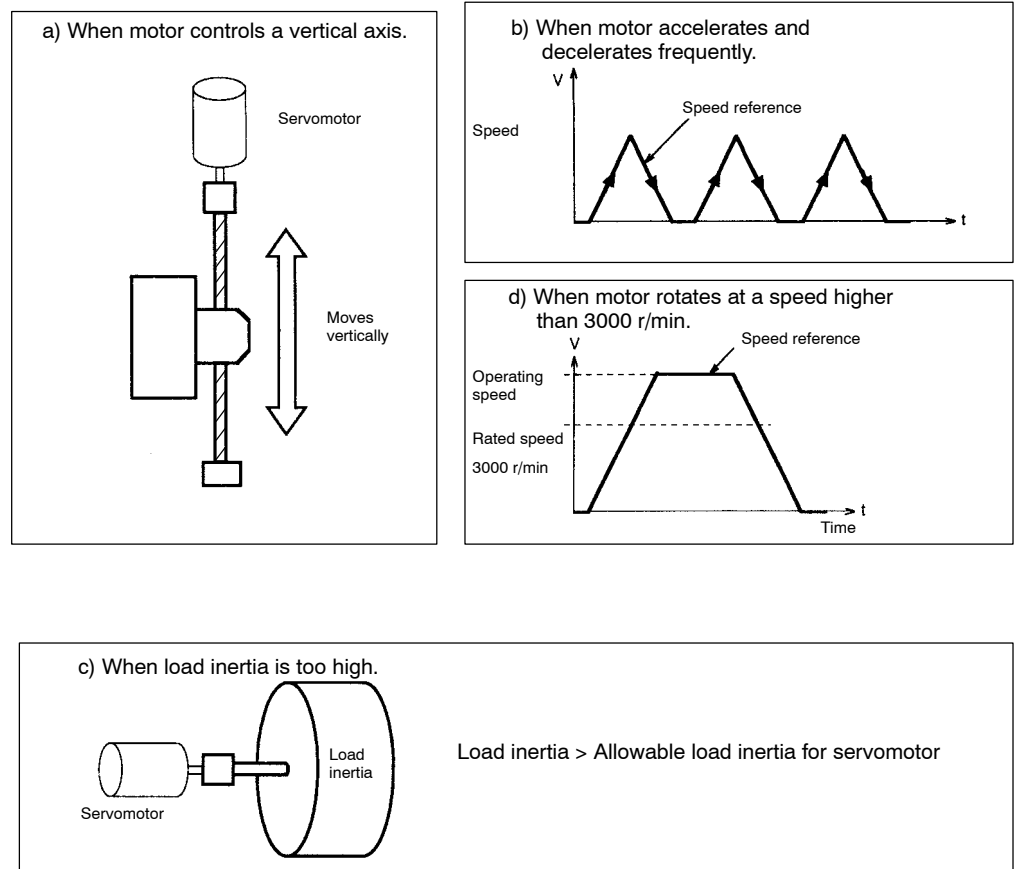 a) When motor controls a vertical axis.
Servomotor
Moves
vertically
b) When motor accelerates and
decelerates frequently.
V
Speed reference
Speed
t
d) When motor rotates at a speed higher
than 3000 r/min.
V
Speed reference
Operating
speed
Rated speed
3000 r/min
t
Time
c) When load inertia is too high.
Load
inertia
Servomotor
Load inertia > Allowable load inertia for servomotor